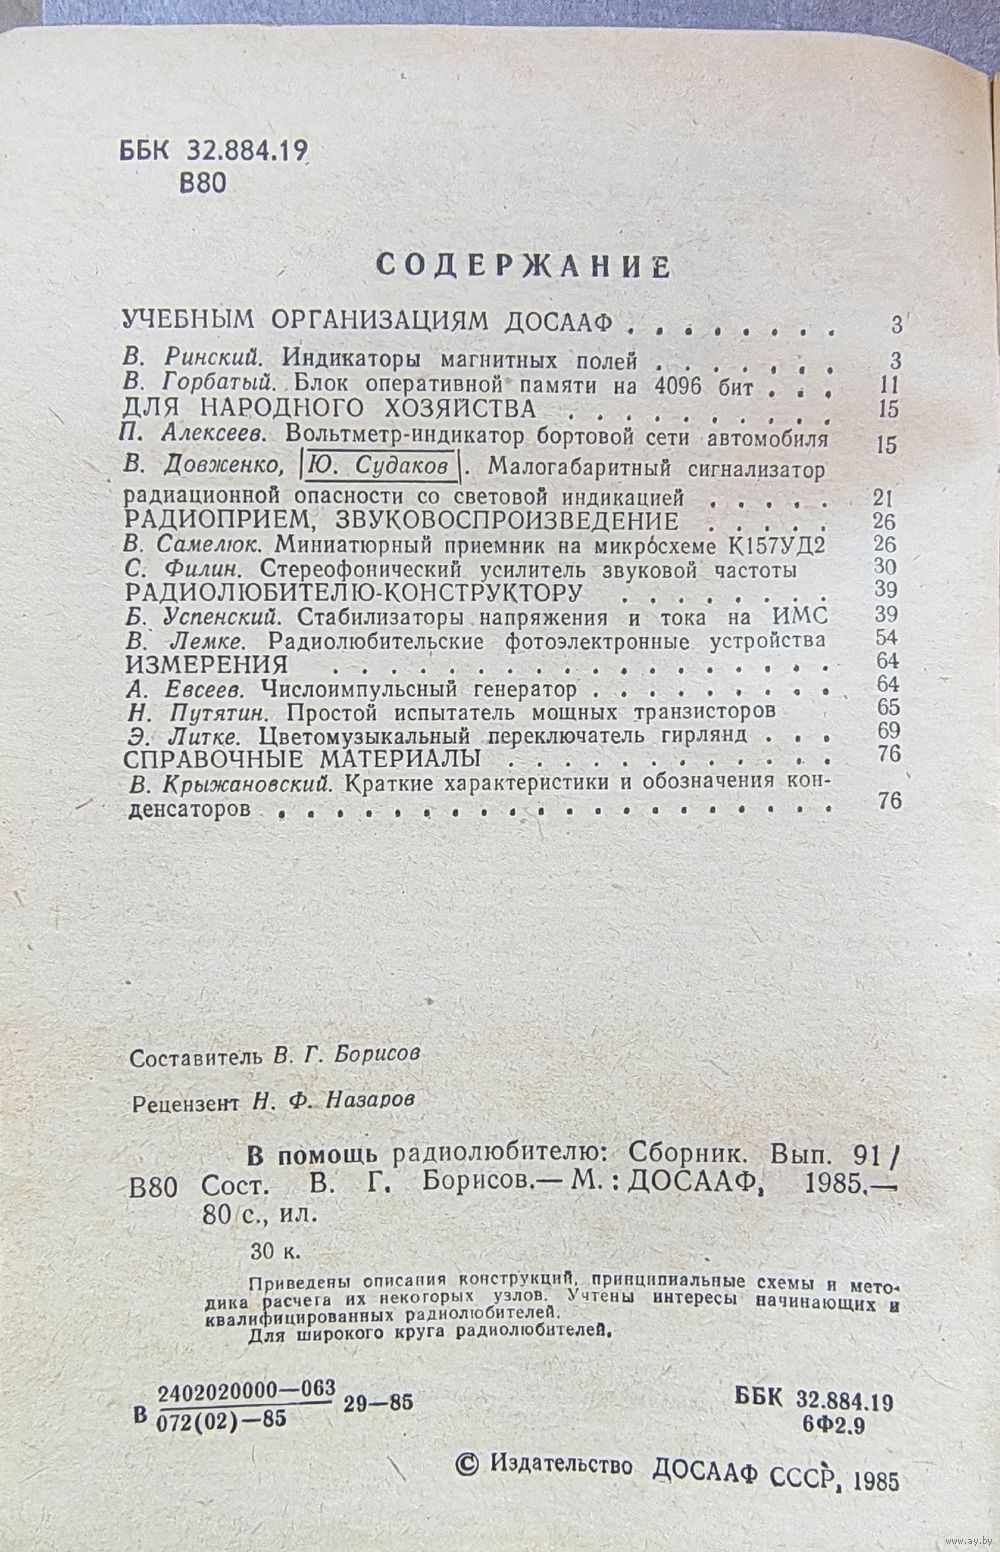 ББК 32.884.19
В80
СОДЕРЖАНИЕ
УЧЕБНЫМ ОРГАНИЗАЦИЯМ ДОСААФ . . . . . . . . 3
В. Ринский. Индикаторы магнитных полей . . . . . . . 3
В. Горбатый. Блок оперативной памяти на 4096 бит . . . 11
ДЛЯ НАРОДНОГО ХОЗЯЙСТВА . . . . . . . . . . 15
П. Алексеев. Вольтметр-индикатор бортовой сети автомобиля 15
В. Довженко, |Ю. Судаков|. Малогабаритный сигнализатор
радиационной опасности со световой индикацией . . . . . 21
РАДИОПРИЕМ, ЗВУКОВОСПРОИЗВЕДЕНИЕ . . . . . 26
В. Самелюк. Миниатюрный приемник на микросхеме К157УД2 26
С. Филин. Стереофонический усилитель звуковой частоты 30
РАДИОЛЮБИТЕЛЮ-КОНСТРУКТОРУ . . . . . . . . 39
Б. Успенский. Стабилизаторы напряжения и тока на ИМС 39
В. Лемке. Радиолюбительские фотоэлектронные устройства 54
ИЗМЕРЕНИЯ . . . . . . . . . . . . . . . . . . 64
А. Евсеев. Числоимпульсный генератор . . . . . . . . . 64
Н. Путятин. Простой испытатель мощных транзисторов 65
Э. Литке. Цветомузыкальный переключатель гирлянд . . . 69
СПРАВОЧНЫЕ МАТЕРИАЛЫ . . . . . . . . . . . . 76
В. Крыжановский. Краткие характеристики и обозначения кон-
денсаторов . . . . . . . . . . . . . . . . . . . . 76
Составитель В. Г. Борисов
Рецензент Н. Ф. Назаров
В помощь радиолюбителю: Сборник. Вып. 91/
В80 Сост. В. Г. Борисов.— М.: ДОСААФ, 1985.—
80 с., ил.
30 к.
Приведены описания конструкций, принципиальные схемы и мето-
дика расчета их некоторых узлов. Учтены интересы начинающих и
квалифицированных радиолюбителей.
Для широкого круга радиолюбителей.
В 2402020000—063 29—85
072(02)—85
ББК 32.884.19
6Ф2.9
© Издательство ДОСААФ СССР, 1985
www.ay.by